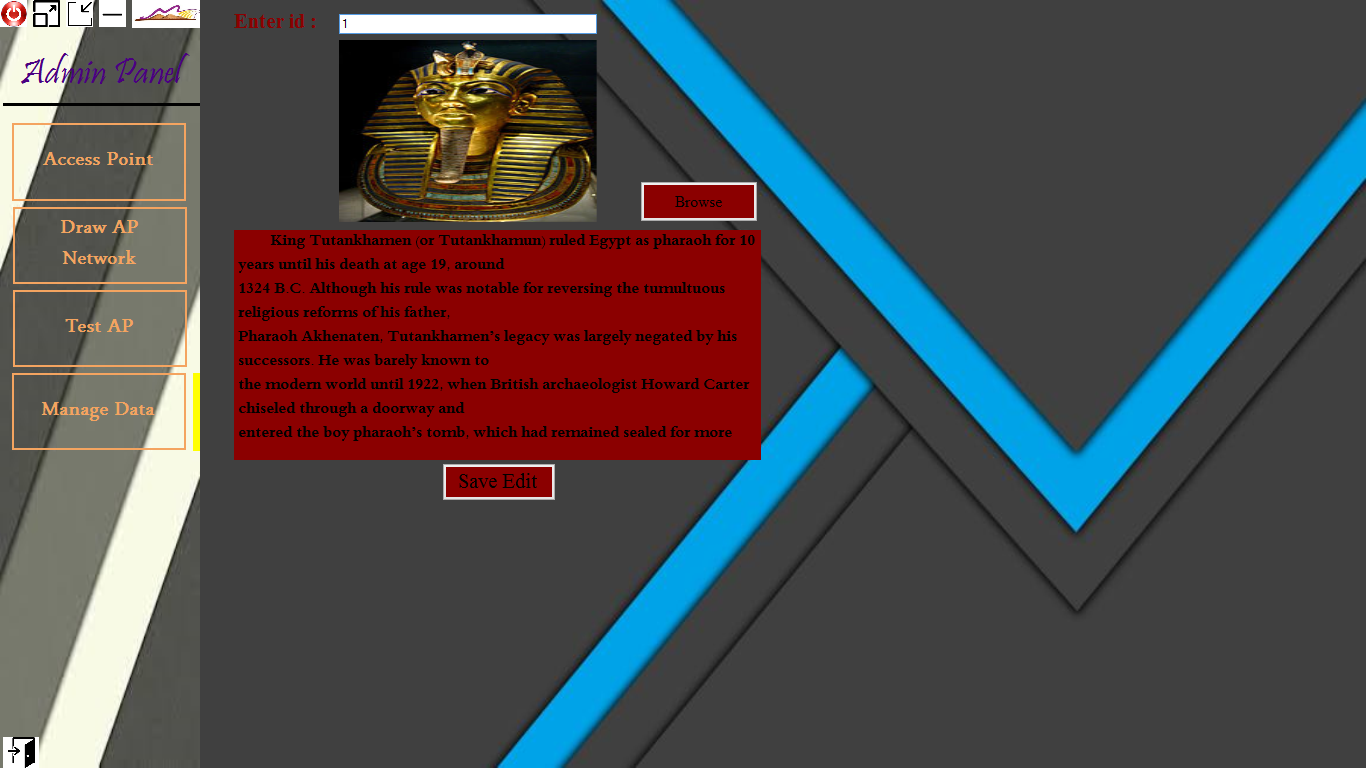 Enter id :
1
Admin Panel
Access Point
Draw AP
Network
Test AP
Manage Data
Browse
King Tutankhamen (or Tutankhamun) ruled Egypt as pharaoh for 10
years until his death at age 19, around
1324 B.C. Although his rule was notable for reversing the tumultuous
religious reforms of his father,
Pharaoh Akhenaten, Tutankhamen's legacy was largely negated by his
successors. He was barely known to
the modern world until 1922, when British archaeologist Howard Carter
chiseled through a doorway and
entered the boy pharaoh's tomb, which had remained sealed for more
Save Edit